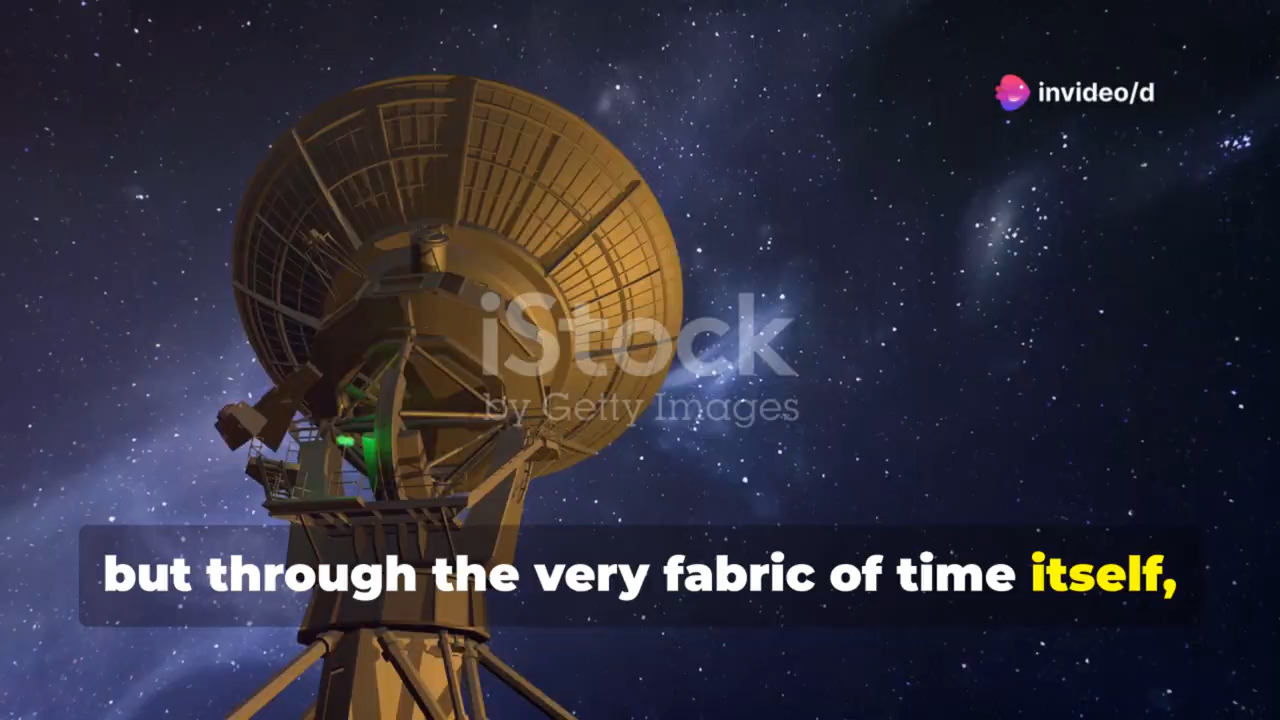 invideo/d
iStock
by Getty Images
but through the very fabric of time itself,